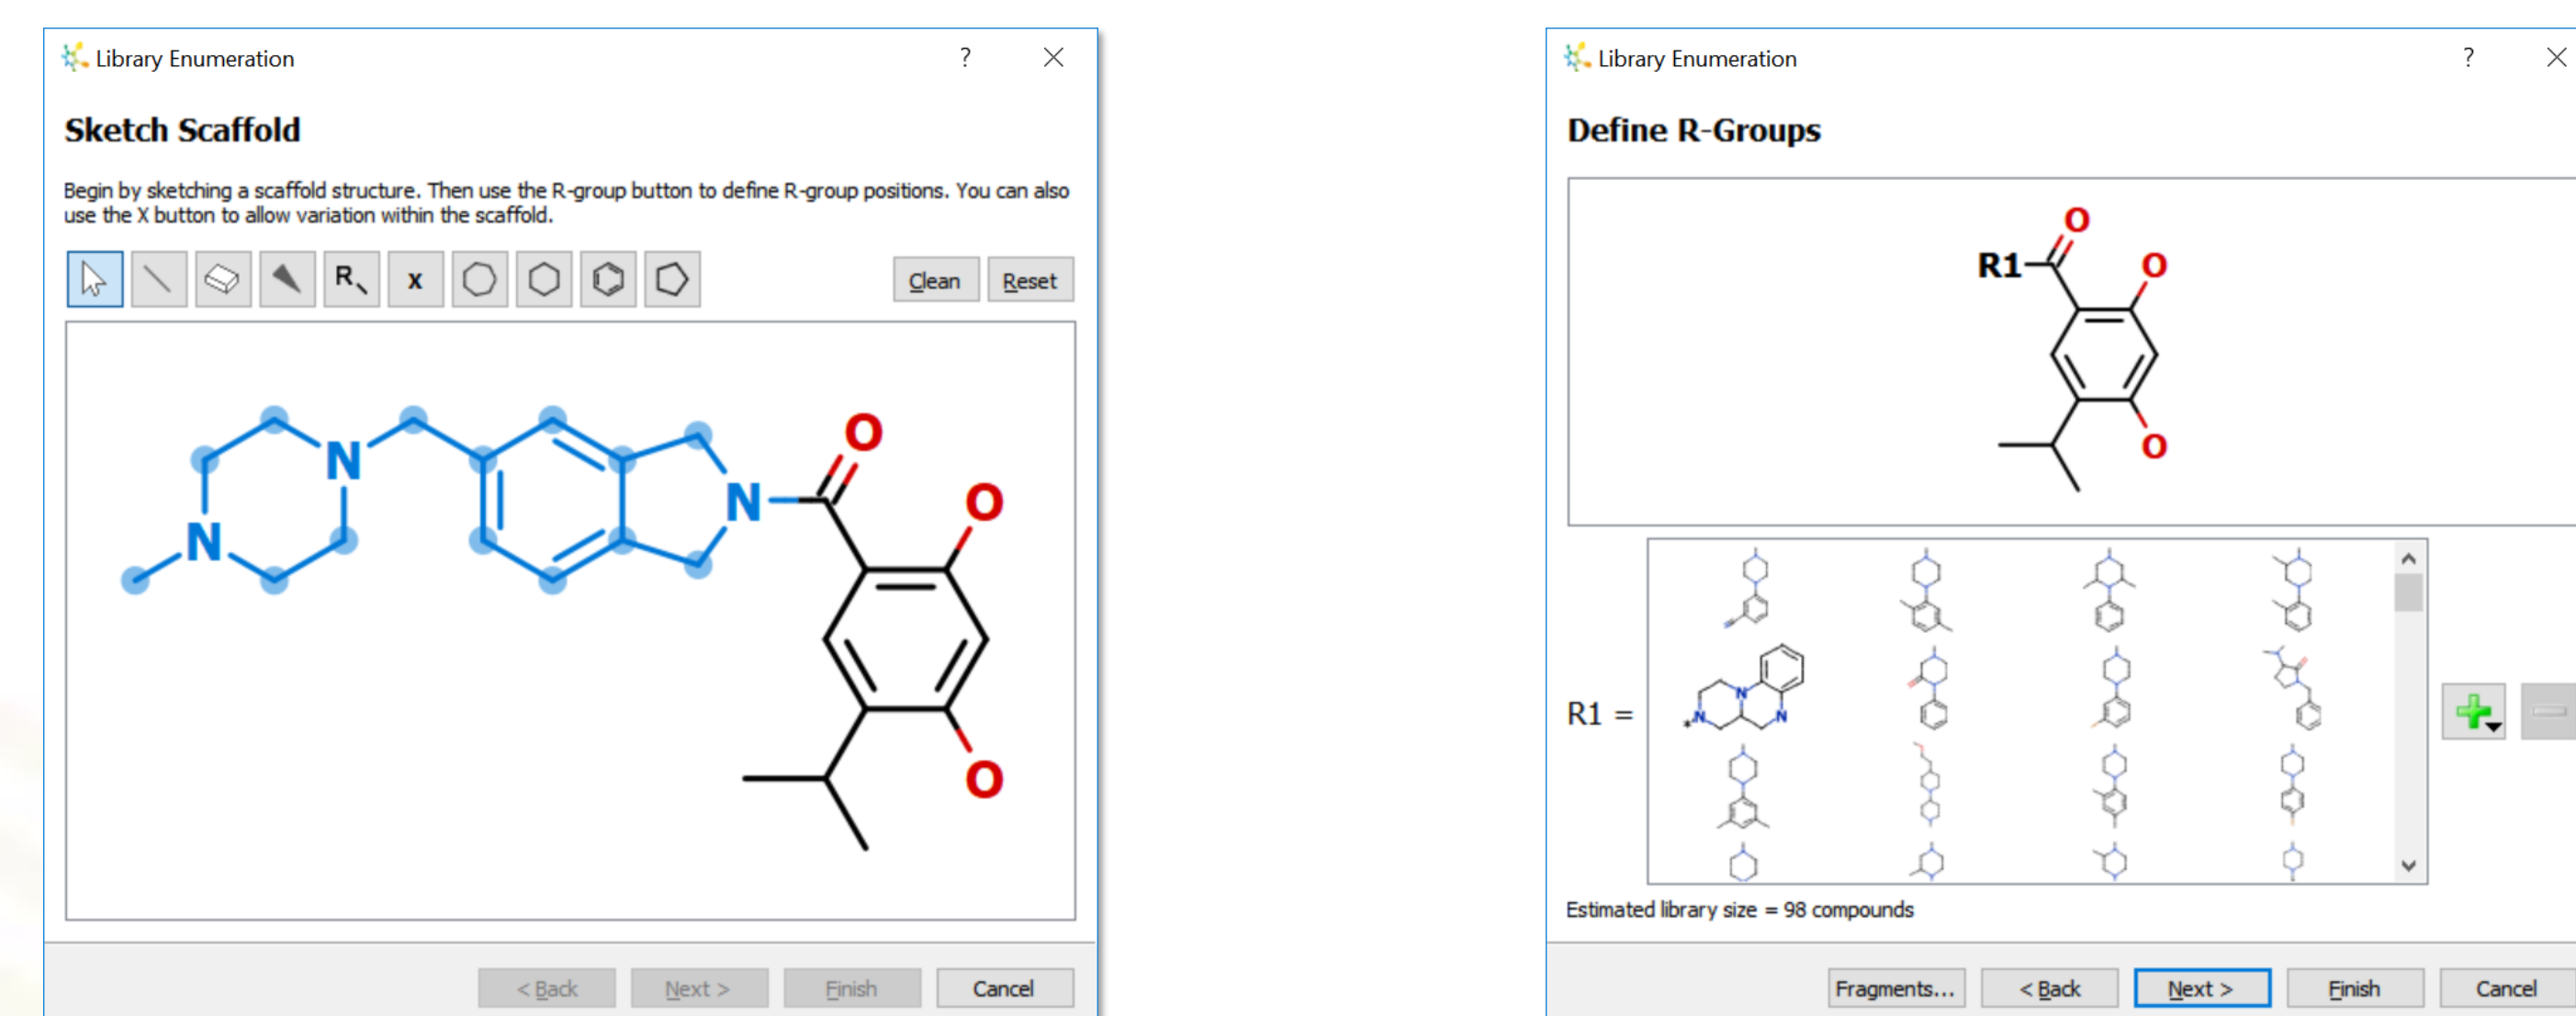 Library Enumeration
?
Sketch Scaffold
Begin by sketching a scaffold structure. Then use the R-group button to define R-group positions. You can also
use the X button to allow variation within the scaffold.
R
x
Clean
Reset
O
N
N
O
N
O
< Back
Next >
Finish
Cancel
Library Enumeration
?
Define R-Groups
O
R1
O
O
R1 =
N
*N
N
Estimated library size = 98 compounds
Fragments...
< Back
Next >
Finish
Cancel